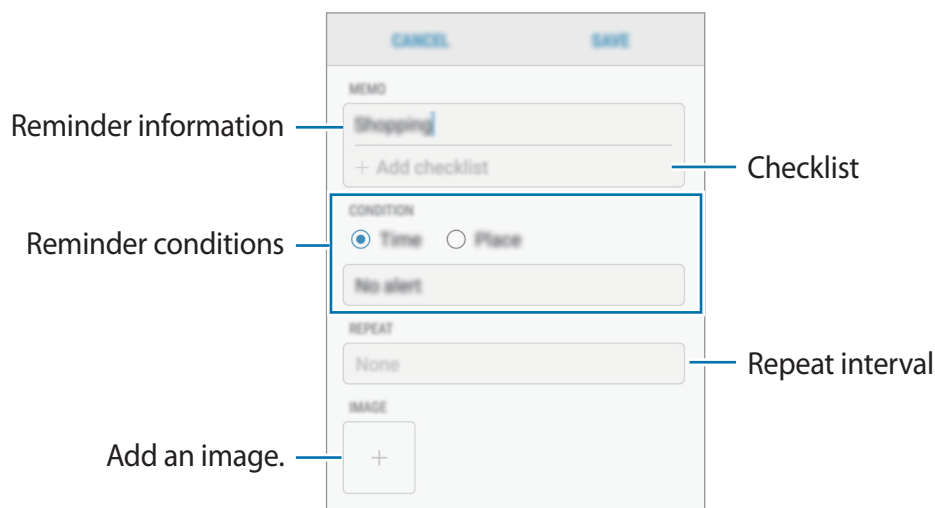 CANCEL SAVE
MEMO
Reminder information
Shopping
+ Add checklist
Checklist
CONDITION
Reminder conditions
Time Place
No alert
REPEAT
None
Repeat interval
IMAGE
Add an image.
+